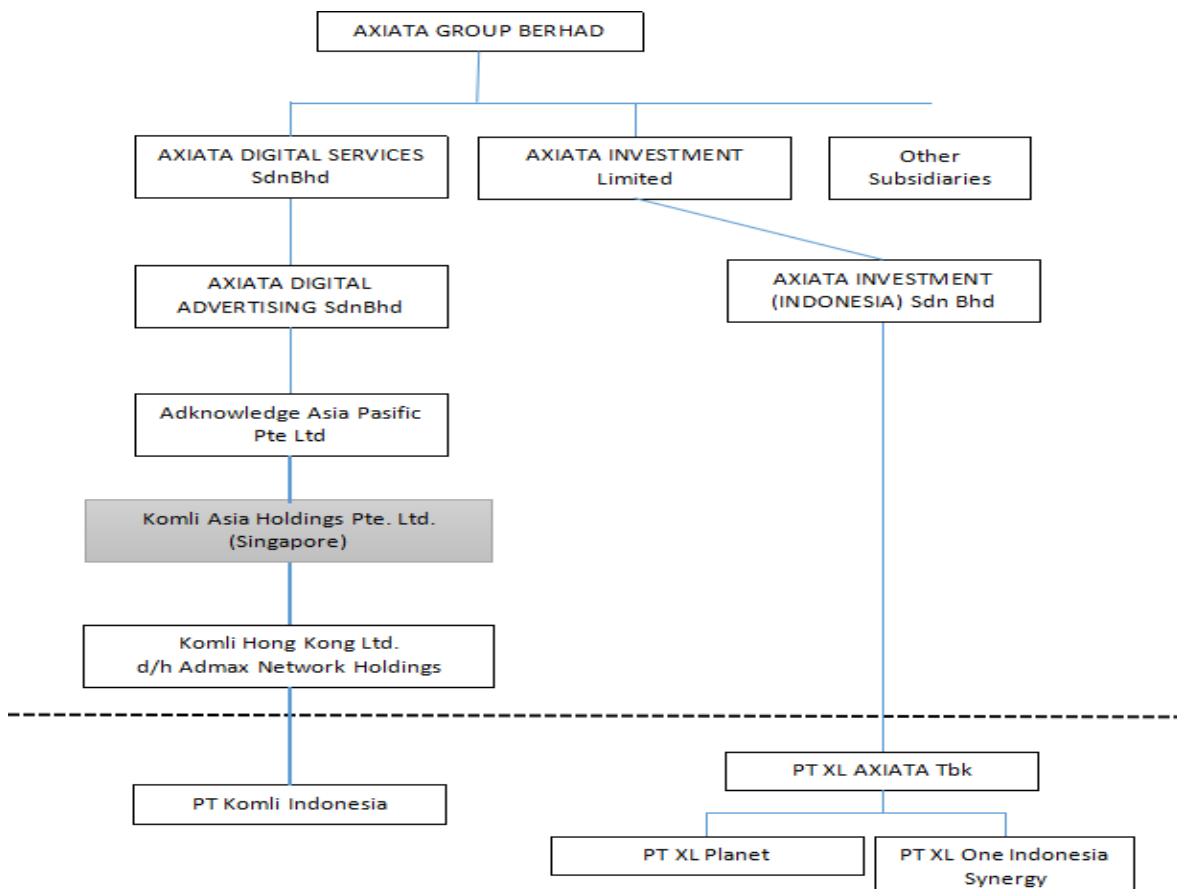 AXIATA GROUP BERHAD
AXIATA DIGITAL SERVICES
SdnBhd
AXIATA INVESTMENT
Limited
Other
Subsidiaries
AXIATA DIGITAL
ADVERTISING SdnBhd
AXIATA INVESTMENT
(INDONESIA) Sdn Bhd
Adknowledge Asia Pasific
Pte Ltd
Komli Asia Holdings Pte. Ltd.
(Singapore)
Komli Hong Kong Ltd.
d/h Admax Network Holdings
PT XL AXIATA Tbk
PT Komli Indonesia
PT XL Planet
PT XL One Indonesia
Synergy